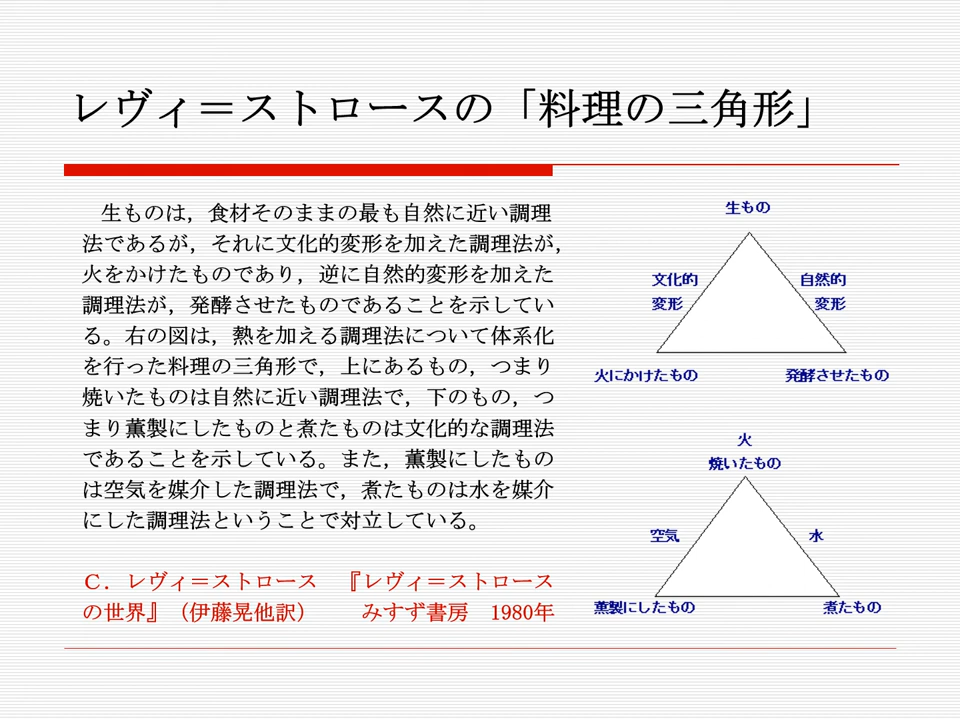 レヴィ＝ストロースの「料理の三角形」
生ものは，食材そのままの最も自然に近い調理
法であるが，それに文化的変形を加えた調理法が，
火をかけたものであり，逆に自然的変形を加えた
調理法が，発酵させたものであることを示してい
る。右の図は，熱を加える調理法について体系化
を行った料理の三角形で，上にあるもの，つまり
焼いたものは自然に近い調理法で，下のもの，つ
まり薫製にしたものと煮たものは文化的な調理法
であることを示している。また，薫製にしたもの
は空気を媒介した調理法で，煮たものは水を媒介
にした調理法ということで対立している。
Ｃ．レヴィ＝ストロース　『レヴィ＝ストロース
の世界』（伊藤晃他訳）　　みすず書房　1980年
生もの
文化的
変形
自然的
変形
火にかけたもの
発酵させたもの
火
焼いたもの
空気
水
薫製にしたもの
煮たもの